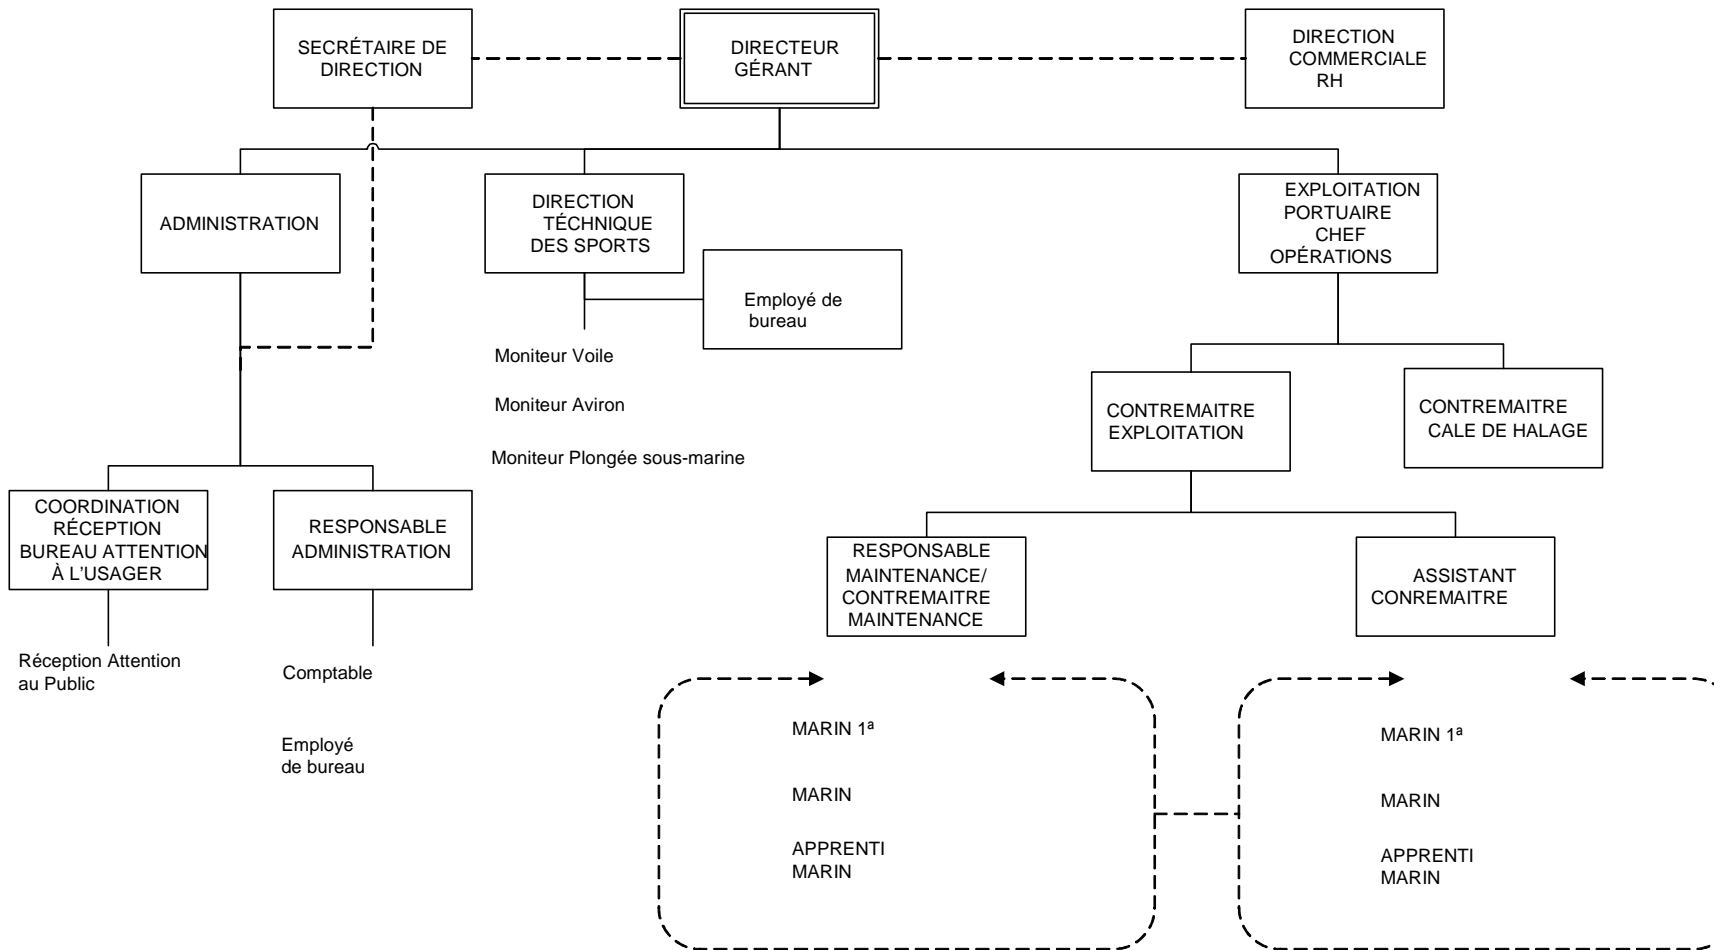 SECRÉTAIRE DE
DIRECTION
DIRECTEUR
GÉRANT
DIRECTION
COMMERCIALE
RH
ADMINISTRATION
DIRECTION
TÉCHNIQUE
DES SPORTS
EXPLOITATION
PORTUAIRE
CHEF
OPÉRATIONS
Employé de
bureau
Moniteur Voile
Moniteur Aviron
Moniteur Plongée sous-marine
CONTREMAITRE
EXPLOITATION
CONTREMAITRE
CALE DE HALAGE
COORDINATION
RÉCEPTION
BUREAU ATTENTION
À L'USAGER
RESPONSABLE
ADMINISTRATION
RESPONSABLE
MAINTENANCE/
CONTREMAITRE
MAINTENANCE
ASSISTANT
CONREMAITRE
Réception Attention
au Public
Comptable
Employé
de bureau
MARIN 1ª
MARIN
APPRENTI
MARIN
MARIN 1ª
MARIN
APPRENTI
MARIN